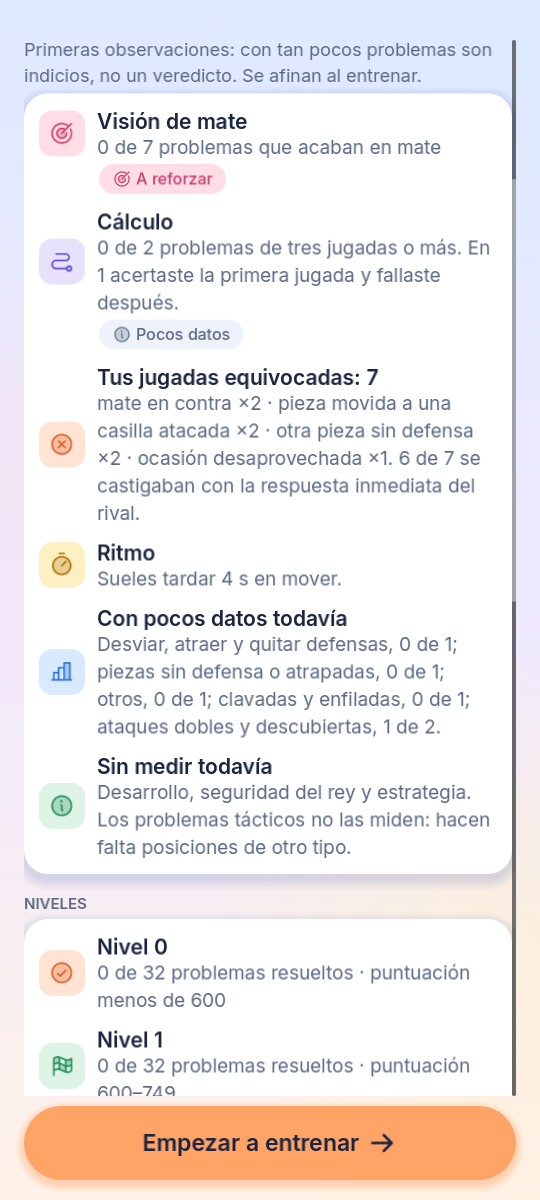 Primeras observaciones: con tan pocos problemas son
indicios, no un veredicto. Se afinan al entrenar.
Visión de mate
0 de 7 problemas que acaban en mate
A reforzar
Cálculo
0 de 2 problemas de tres jugadas o más. En
1 acertaste la primera jugada y fallaste
después.
Pocos datos
Tus jugadas equivocadas: 7
mate en contra ×2 · pieza movida a una
casilla atacada ×2 · otra pieza sin defensa
×2 · ocasión desaprovechada ×1. 6 de 7 se
castigaban con la respuesta inmediata del
rival.
Ritmo
Sueles tardar 4 s en mover.
Con pocos datos todavía
Desviar, atraer y quitar defensas, 0 de 1;
piezas sin defensa o atrapadas, 0 de 1;
otros, 0 de 1; clavadas y enfiladas, 0 de 1;
ataques dobles y descubiertas, 1 de 2.
Sin medir todavía
Desarrollo, seguridad del rey y estrategia.
Los problemas tácticos no las miden: hacen
falta posiciones de otro tipo.
NIVELES
Nivel 0
0 de 32 problemas resueltos · puntuación
menos de 600
Nivel 1
0 de 32 problemas resueltos · puntuación
600–749
Empezar a entrenar →